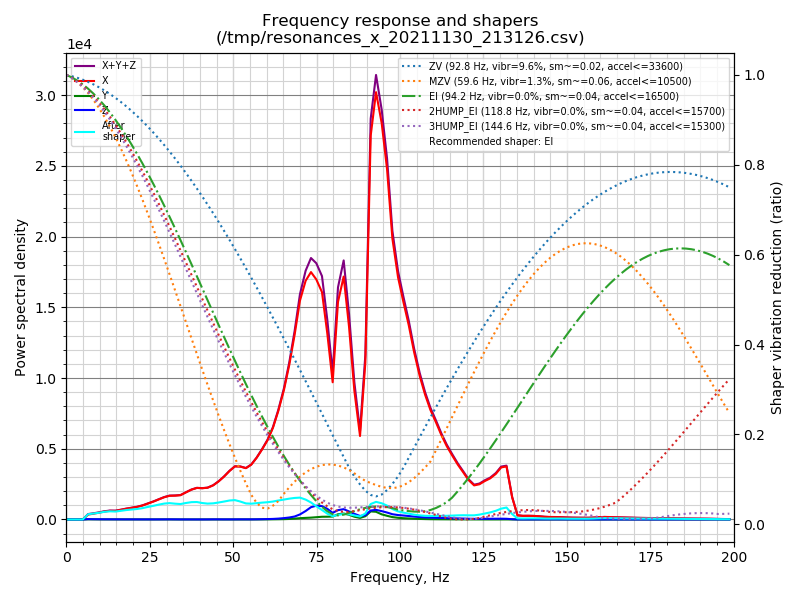 Frequency response and shapers
(/tmp/resonances_x_20211130_213126.csv)
1e4
X+Y+Z
X
Y
Z
After
shaper
ZV (92.8 Hz, vibr=9.6%, sm~=0.02, accel<=33600)
MZV (59.6 Hz, vibr=1.3%, sm~=0.06, accel<=10500)
EI (94.2 Hz, vibr=0.0%, sm~=0.04, accel<=16500)
2HUMP_EI (118.8 Hz, vibr=0.0%, sm~=0.04, accel<=15700)
3HUMP_EI (144.6 Hz, vibr=0.0%, sm~=0.04, accel<=15300)
Recommended shaper: EI
3.0
2.5
2.0
1.5
1.0
0.5
0.0
Power spectral density
1.0
0.8
0.6
0.4
0.2
0.0
Shaper vibration reduction (ratio)
0 25 50 75 100 125 150 175 200
Frequency, Hz